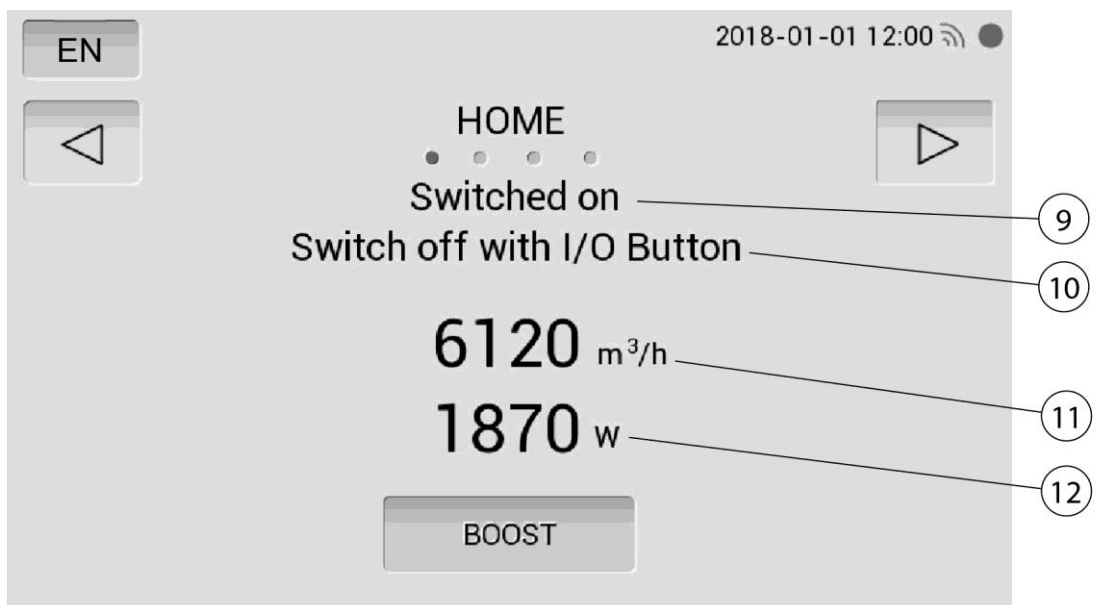 EN
2018-01-01 12:00
HOME
Switched on
Switch off with I/O Button
6120 m³/h
1870 W
BOOST
9
10
11
12